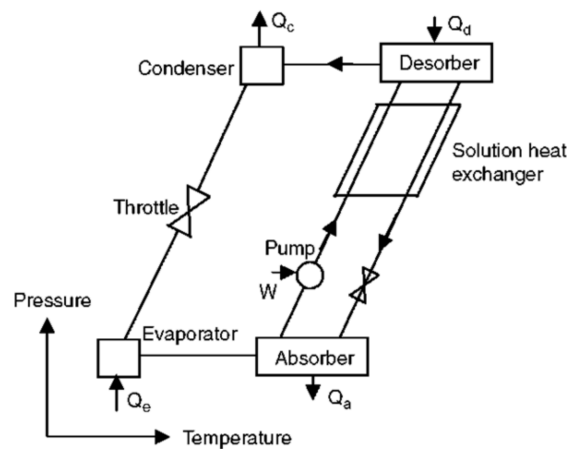 Qc
Qd
Condenser
Desorber
Solution heat
exchanger
Throttle
Pump
W
Pressure
Evaporator
Absorber
Qe
Qa
Temperature